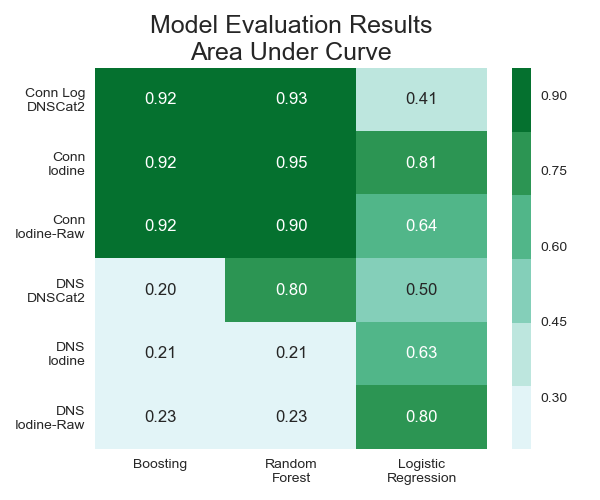 Model Evaluation Results
Area Under Curve
Conn Log
DNSCat2
0.92 0.93 0.41
Conn
Iodine
0.92 0.95 0.81
Conn
Iodine-Raw
0.92 0.90 0.64
DNS
DNSCat2
0.20 0.80 0.50
DNS
Iodine
0.21 0.21 0.63
DNS
Iodine-Raw
0.23 0.23 0.80
Boosting
Random
Forest
Logistic
Regression
0.90
0.75
0.60
0.45
0.30